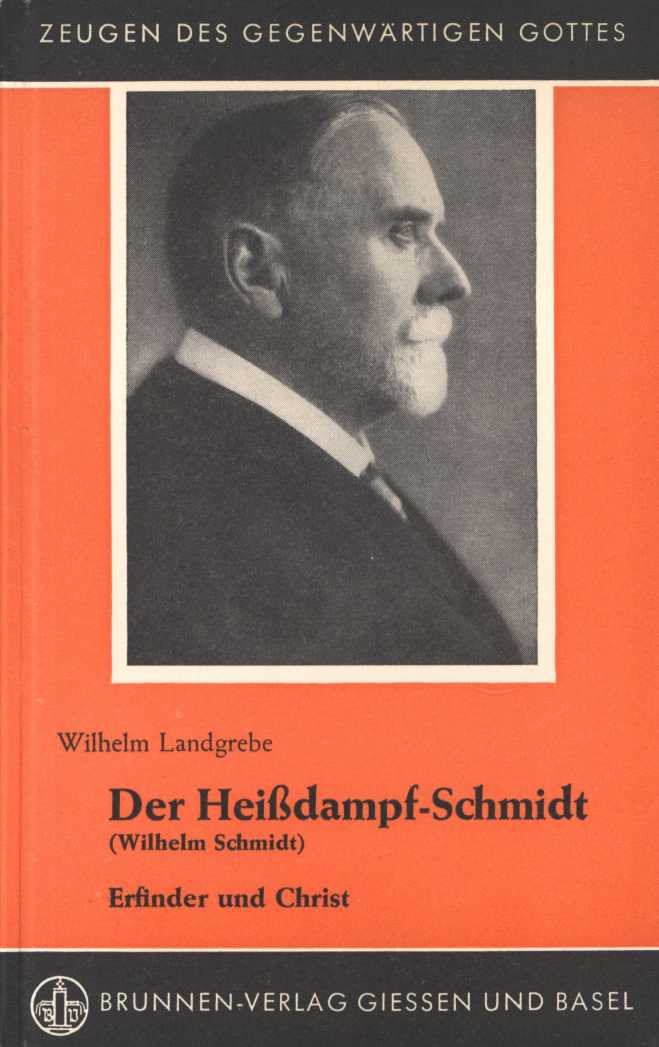 ZEUGEN DES GEGENWÄRTIGEN GOTTES
Wilhelm Landgrebe
Der Heißdampf-Schmidt
(Wilhelm Schmidt)
Erfinder und Christ
BV
BRUNNEN-VERLAG GIESSEN UND BASEL